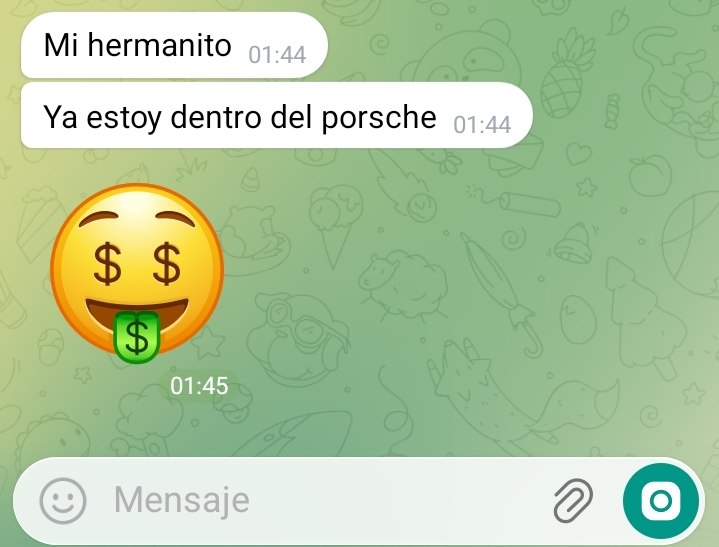 Mi hermanito 01:44
Ya estoy dentro del porsche 01:44
$ $
$
01:45
Mensaje